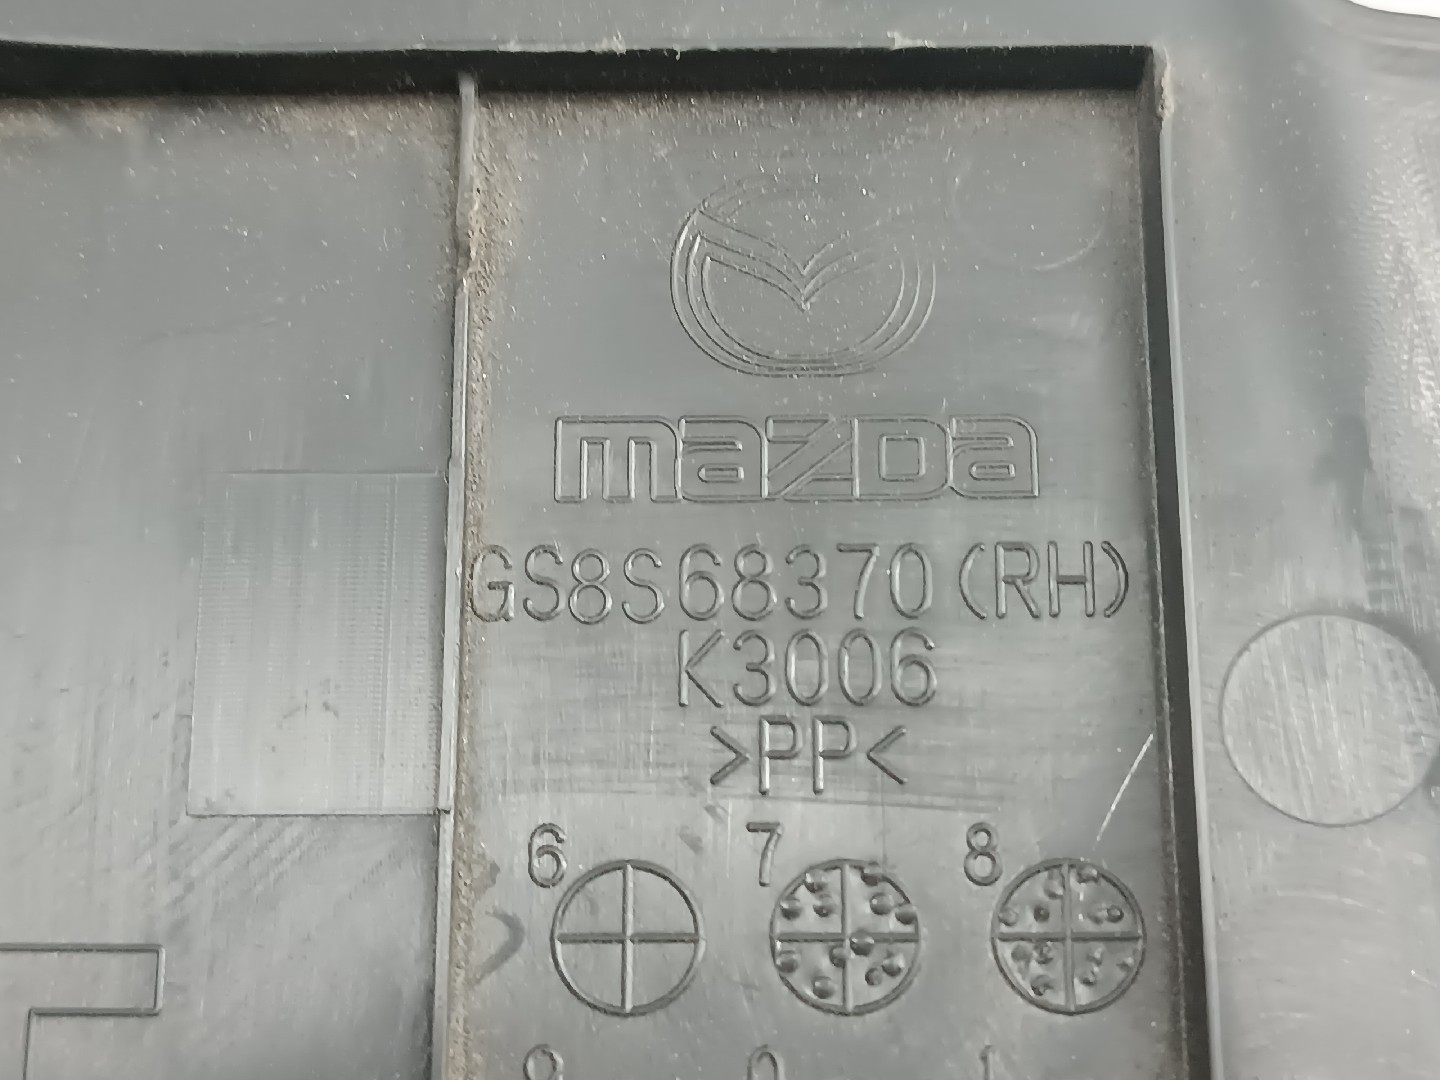 mazda
GS8S68370(RH)
K3006
>PP<
6 7 8